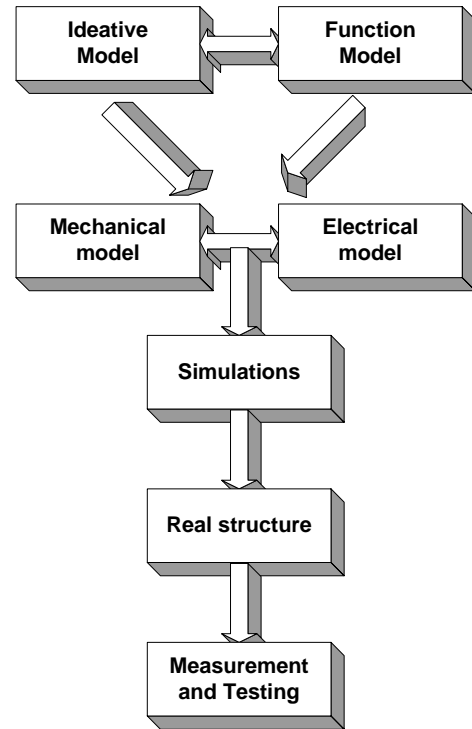 Ideative
Model
Function
Model
Mechanical
model
Electrical
model
Simulations
Real structure
Measurement
and Testing